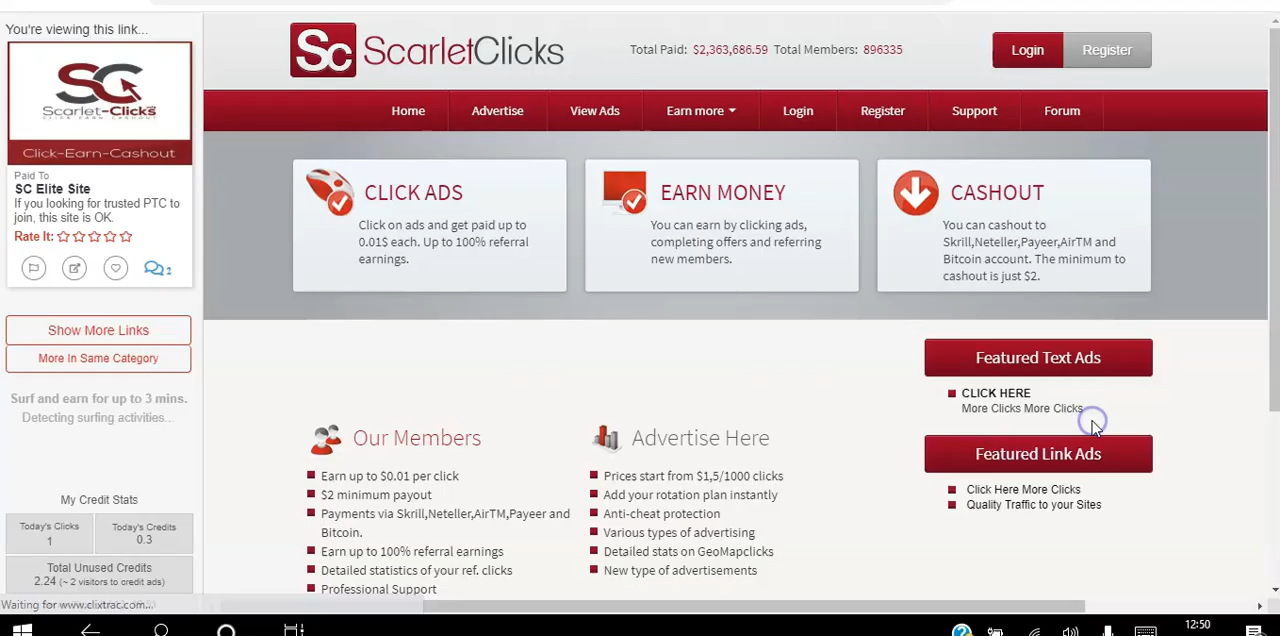 You're viewing this link...
SC
Scarlet-Clicks
CLICK EARN CASHOUT
Click-Earn-Cashout
Paid To
SC Elite Site
If you looking for trusted PTC to
join, this site is OK.
Rate It:
2
Show More Links
More In Same Category
Surf and earn for up to 3 mins.
Detecting surfing activities...
My Credit Stats
Today's Clicks
1
Today's Credits
0.3
Total Unused Credits
2.24 (~ 2 visitors to credit ads)
Waiting for www.clixtrac.com...
Sc ScarletClicks
Total Paid: $2,363,686.59 Total Members: 896335
Login Register
Home Advertise View Ads Earn more Login Register Support Forum
CLICK ADS
Click on ads and get paid up to
0.01$ each. Up to 100% referral
earnings.
EARN MONEY
You can earn by clicking ads,
completing offers and referring
new members.
CASHOUT
You can cashout to
Skrill,Neteller,Payeer,AirTM and
Bitcoin account. The minimum to
cashout is just $2.
Our Members
Earn up to $0.01 per click
$2 minimum payout
Payments via Skrill,Neteller,AirTM,Payeer and
Bitcoin.
Earn up to 100% referral earnings
Detailed statistics of your ref. clicks
Professional Support
Advertise Here
Prices start from $1,5/1000 clicks
Add your rotation plan instantly
Anti-cheat protection
Various types of advertising
Detailed stats on GeoMapclicks
New type of advertisements
Featured Text Ads
CLICK HERE
More Clicks More Clicks
Featured Link Ads
Click Here More Clicks
Quality Traffic to your Sites
12:50